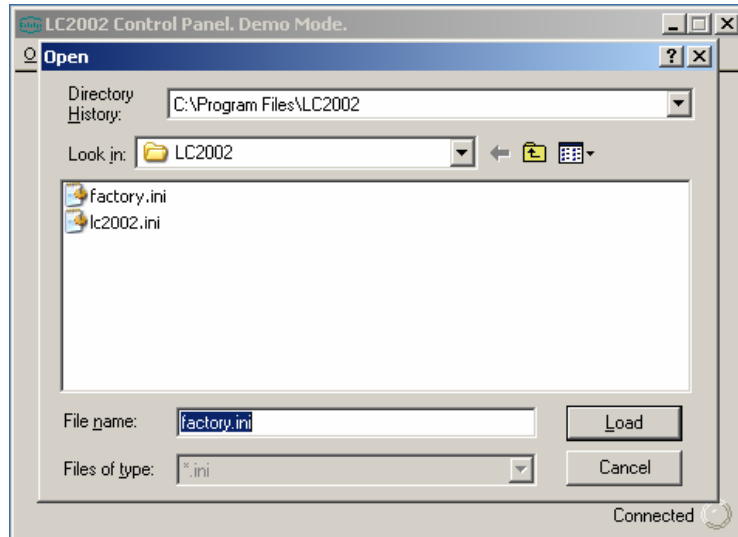 LC2002 Control Panel. Demo Mode.
O
Open
Directory
History:
C:\Program Files\LC2002
Look in:
LC2002
factory.ini
lc2002.ini
File name:
factory.ini
Load
Files of type:
*.ini
Cancel
Connected